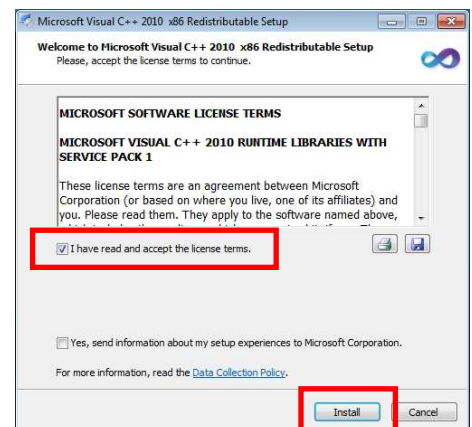 Microsoft Visual C++ 2010 x86 Redistributable Setup
Welcome to Microsoft Visual C++ 2010 x86 Redistributable Setup
Please, accept the license terms to continue.
MICROSOFT SOFTWARE LICENSE TERMS
MICROSOFT VISUAL C++ 2010 RUNTIME LIBRARIES WITH
SERVICE PACK 1
These license terms are an agreement between Microsoft
Corporation (or based on where you live, one of its affiliates) and
you. Please read them. They apply to the software named above,
I have read and accept the license terms.
Yes, send information about my setup experiences to Microsoft Corporation.
For more information, read the Data Collection Policy.
Install
Cancel